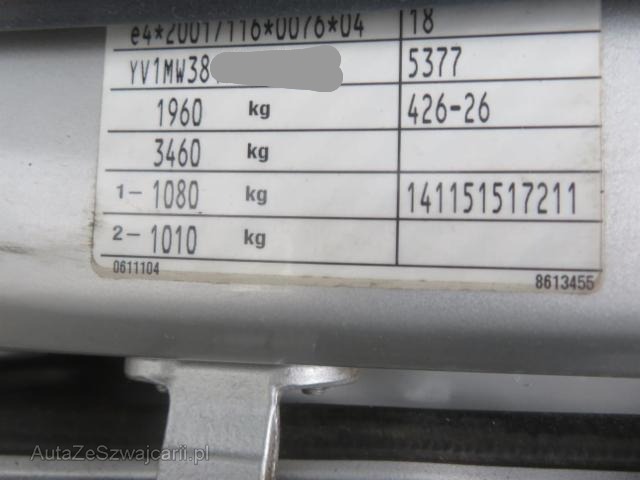 e4*2001/116*0076*04 18
YV1MW38 5377
1960 kg 426-26
3460 kg
1- 1080 kg 141151517211
2- 1010 kg
0611104 8613455
AutaZeSzwajcarii.pl